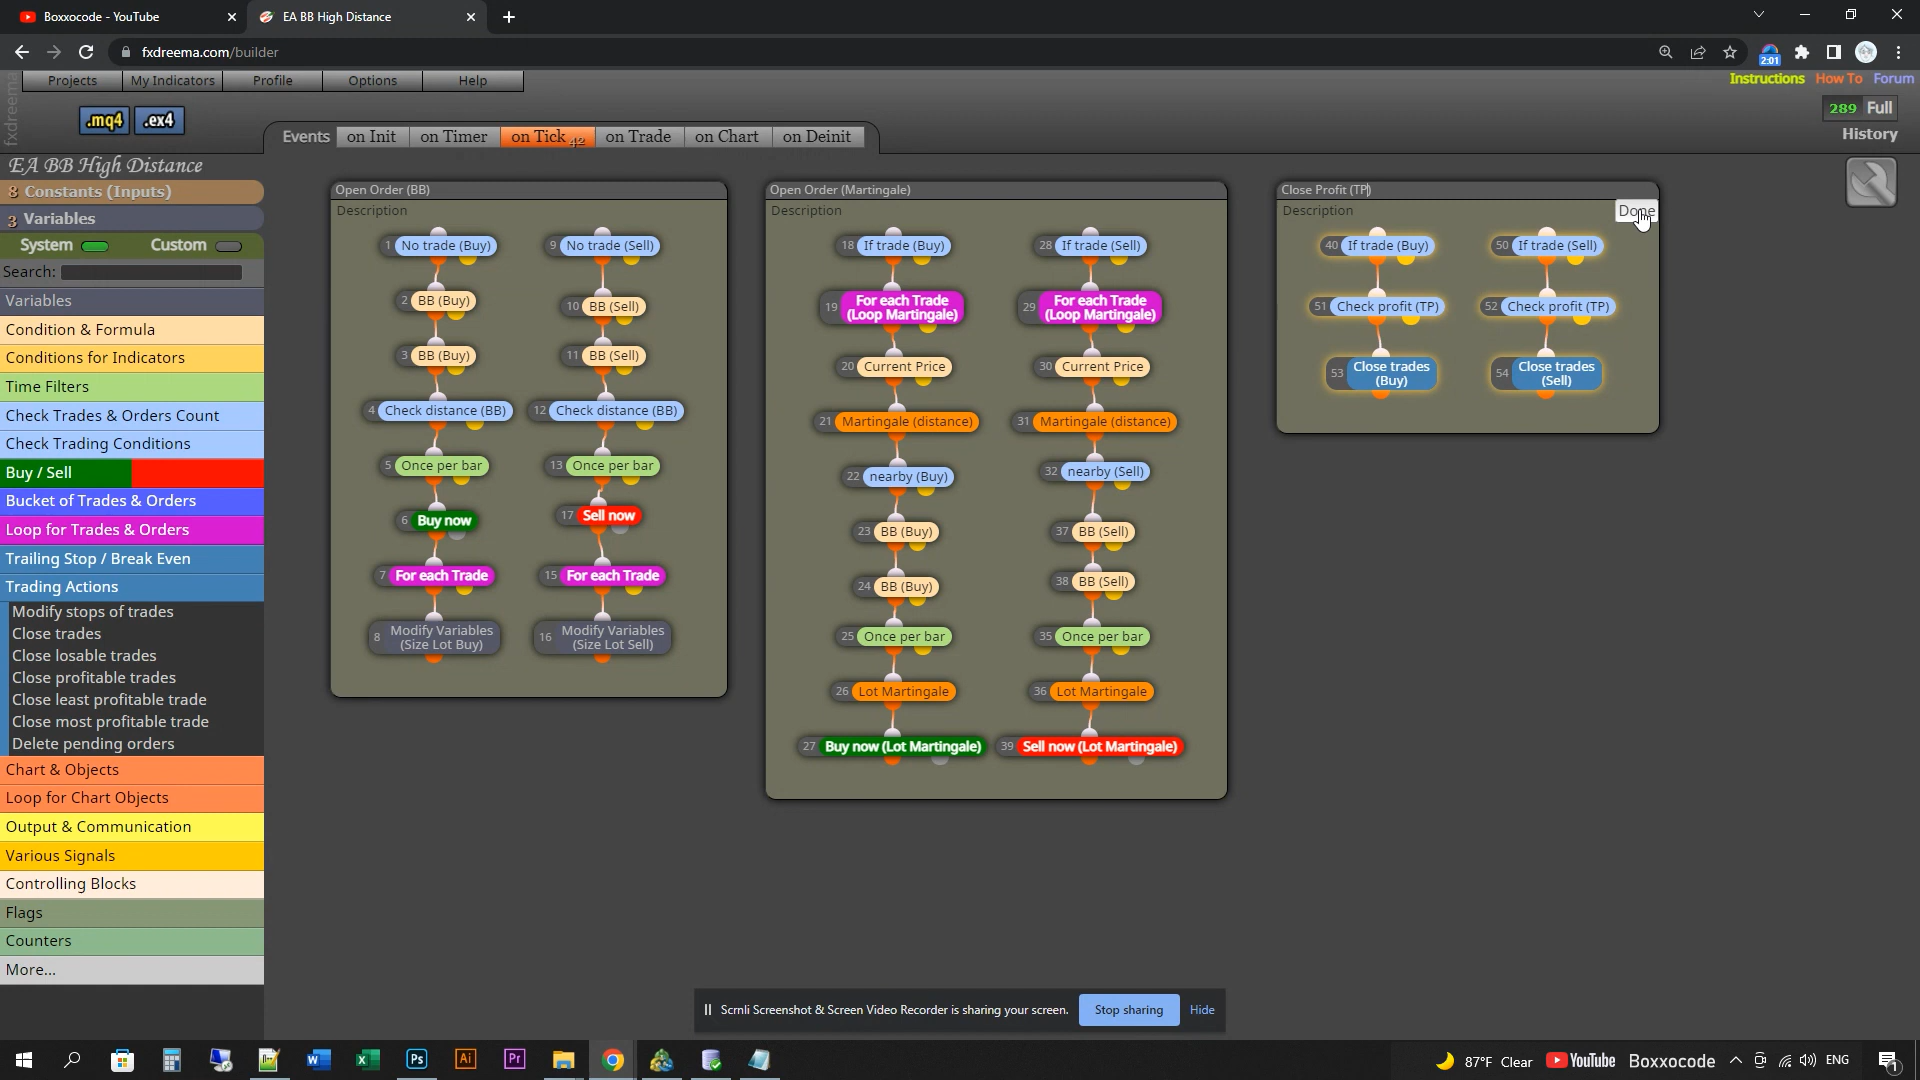 Boxxocode - YouTube
EA BB High Distance
fxdreema.com/builder
2:01
Projects
My Indicators
Profile
Options
Help
Instructions
How To
Forum
fxdreema
.mq4
.ex4
289 Full
History
Events
on Init
on Timer
on Tick 42
on Trade
on Chart
on Deinit
EA BB High Distance
8 Constants (Inputs)
3 Variables
System
Custom
Search:
Variables
Condition & Formula
Conditions for Indicators
Time Filters
Check Trades & Orders Count
Check Trading Conditions
Buy / Sell
Bucket of Trades & Orders
Loop for Trades & Orders
Trailing Stop / Break Even
Trading Actions
Modify stops of trades
Close trades
Close losable trades
Close profitable trades
Close least profitable trade
Close most profitable trade
Delete pending orders
Chart & Objects
Loop for Chart Objects
Output & Communication
Various Signals
Controlling Blocks
Flags
Counters
More...
Open Order (BB)
Description
1 No trade (Buy)
2 BB (Buy)
3 BB (Buy)
4 Check distance (BB)
5 Once per bar
6 Buy now
7 For each Trade
8 Modify Variables
(Size Lot Buy)
9 No trade (Sell)
10 BB (Sell)
11 BB (Sell)
12 Check distance (BB)
13 Once per bar
17 Sell now
15 For each Trade
16 Modify Variables
(Size Lot Sell)
Open Order (Martingale)
Description
18 If trade (Buy)
19 For each Trade
(Loop Martingale)
20 Current Price
21 Martingale (distance)
22 nearby (Buy)
23 BB (Buy)
24 BB (Buy)
25 Once per bar
26 Lot Martingale
27 Buy now (Lot Martingale)
28 If trade (Sell)
29 For each Trade
(Loop Martingale)
30 Current Price
31 Martingale (distance)
32 nearby (Sell)
37 BB (Sell)
38 BB (Sell)
35 Once per bar
36 Lot Martingale
39 Sell now (Lot Martingale)
Close Profit (TP)
Description
Done
40 If trade (Buy)
51 Check profit (TP)
53 Close trades
(Buy)
50 If trade (Sell)
52 Check profit (TP)
54 Close trades
(Sell)
Scrnli Screenshot & Screen Video Recorder is sharing your screen.
Stop sharing
Hide
W
X
Ps
Ai
Pr
87°F Clear
YouTube Boxxocode
ENG
1